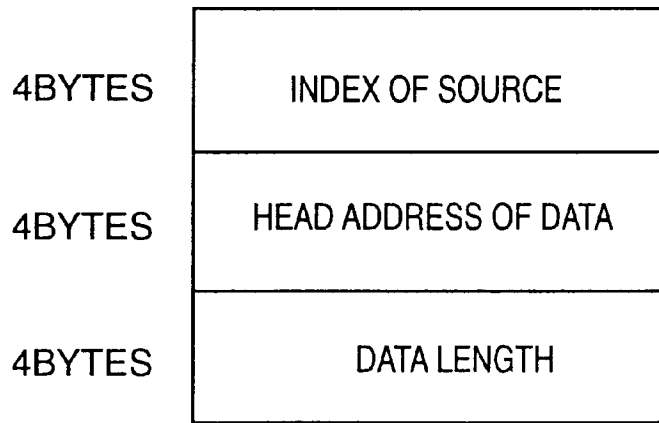 4BYTES INDEX OF SOURCE
4BYTES HEAD ADDRESS OF DATA
4BYTES DATA LENGTH